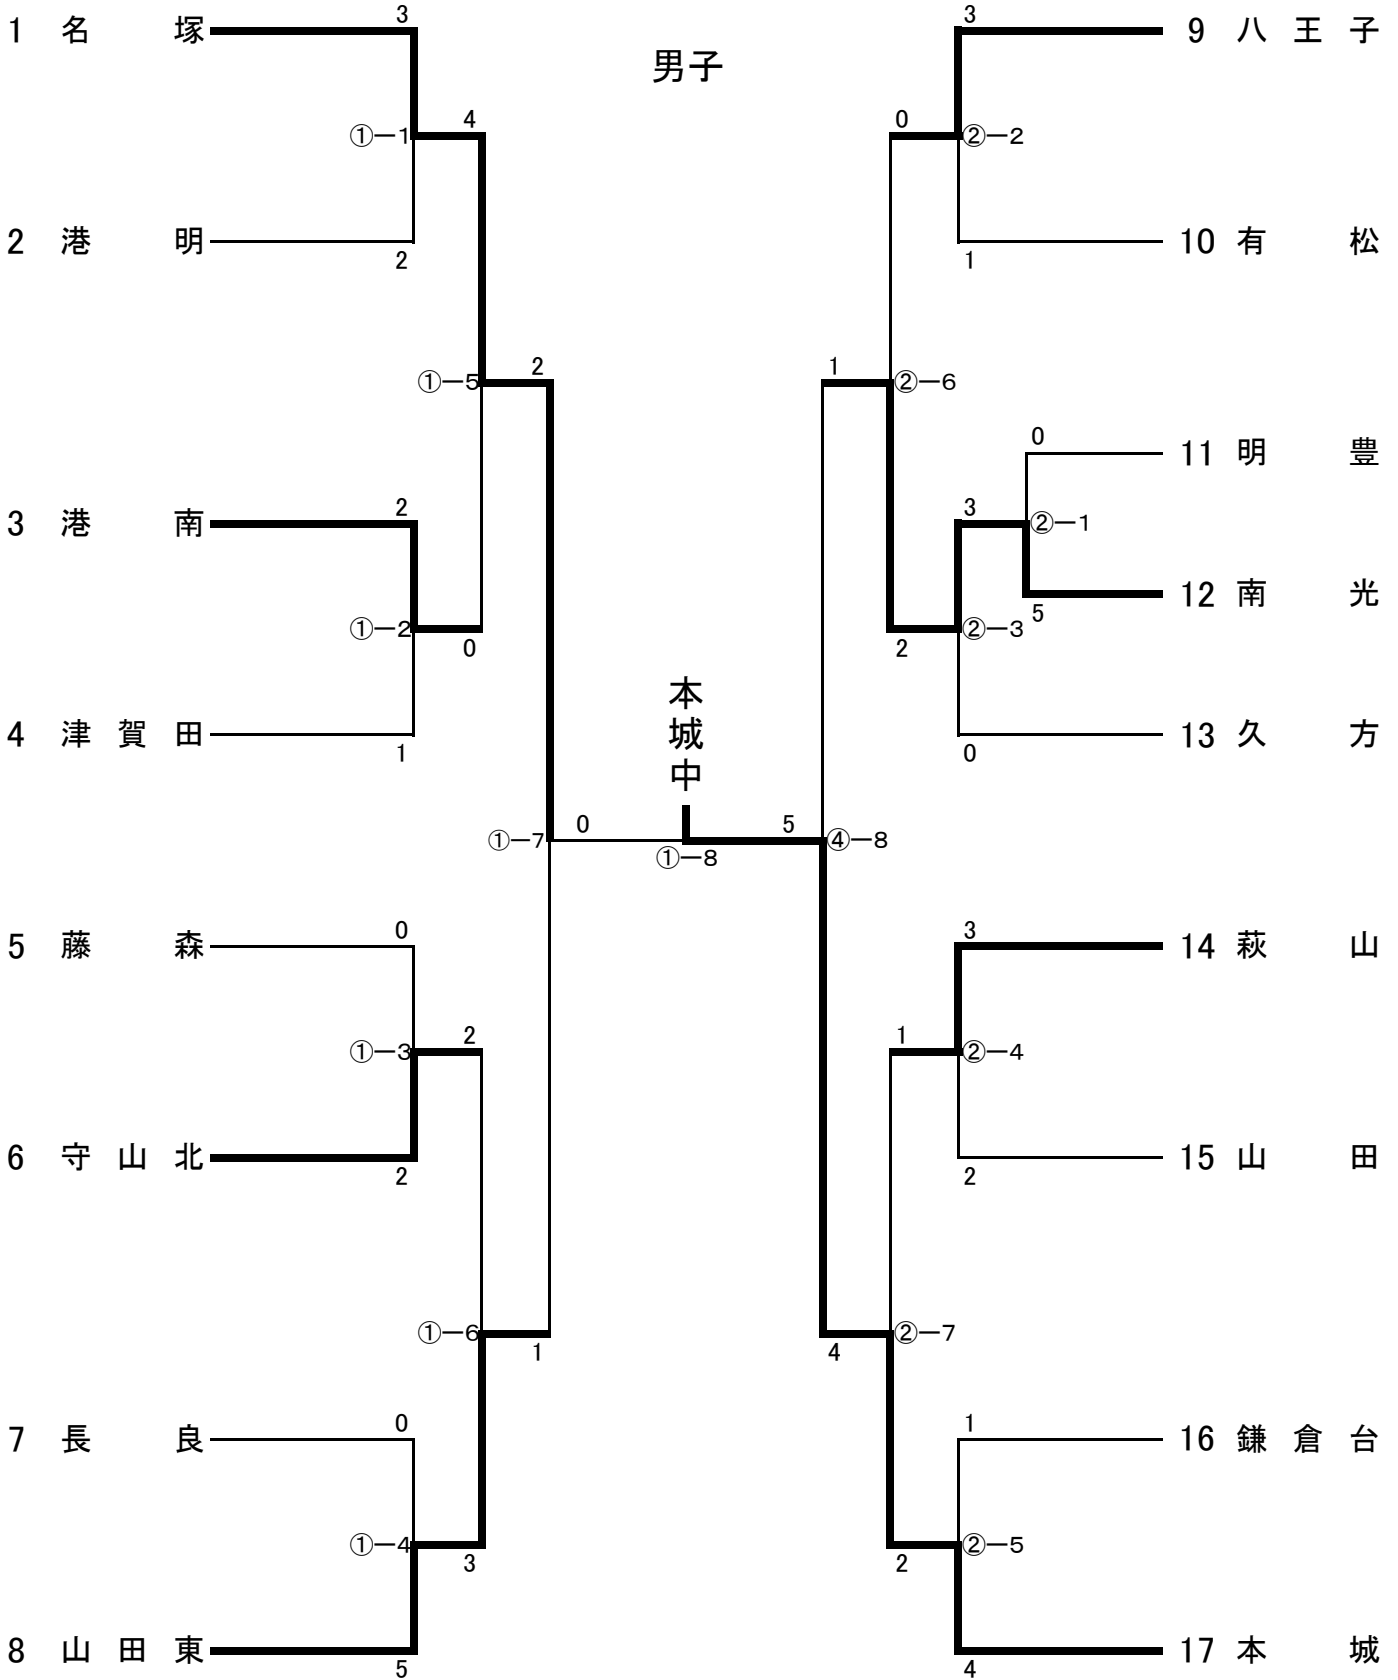 男子
1 名塚
3
①－1
4
2 港明
2
①－5
2
3 港南
2
①－2
0
4 津賀田
1
①－7
0
5 藤森
0
①－3
2
6 守山北
2
①－6
1
7 長良
0
①－4
3
8 山田東
5
本城中
①－8
5
④－8
3
9 八王子
0
②－2
1
10 有松
1
②－6
0
11 明豊
3
②－1
5
12 南光
2
②－3
0
13 久方
3
14 萩山
1
②－4
2
15 山田
4
②－7
1
16 鎌倉台
2
②－5
4
17 本城